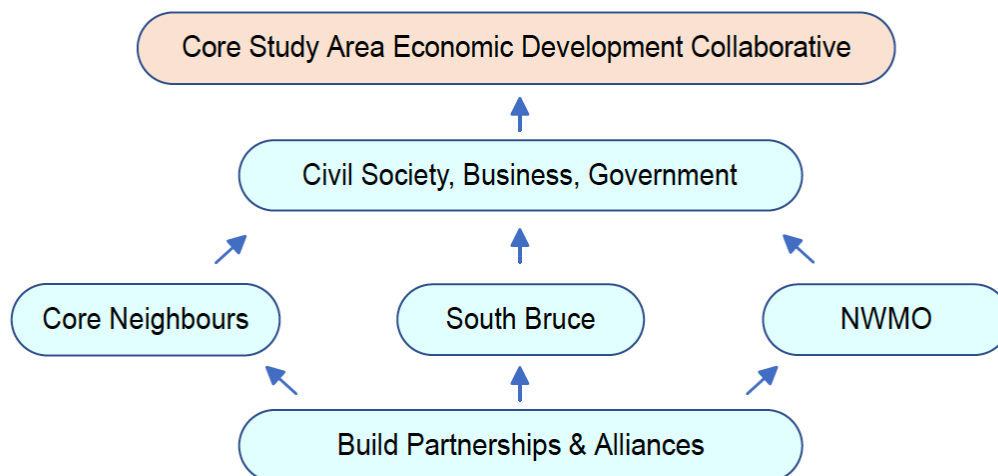 Core Study Area Economic Development Collaborative
Civil Society, Business, Government
Core Neighbours
South Bruce
NWMO
Build Partnerships & Alliances